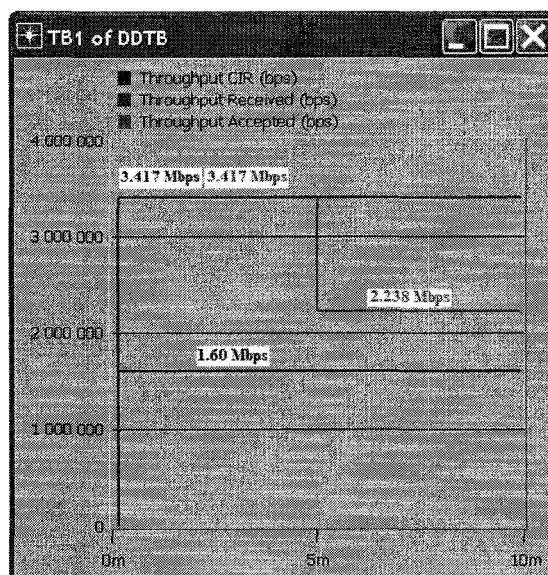 TB1 of DDTB
Throughput CIR (bps)
Throughput Received (bps)
Throughput Accepted (bps)
4 000 000
3.417 Mbps 3.417 Mbps
3 000 000
2.238 Mbps
2 000 000
1.60 Mbps
1 000 000
0
0m 5m 10m